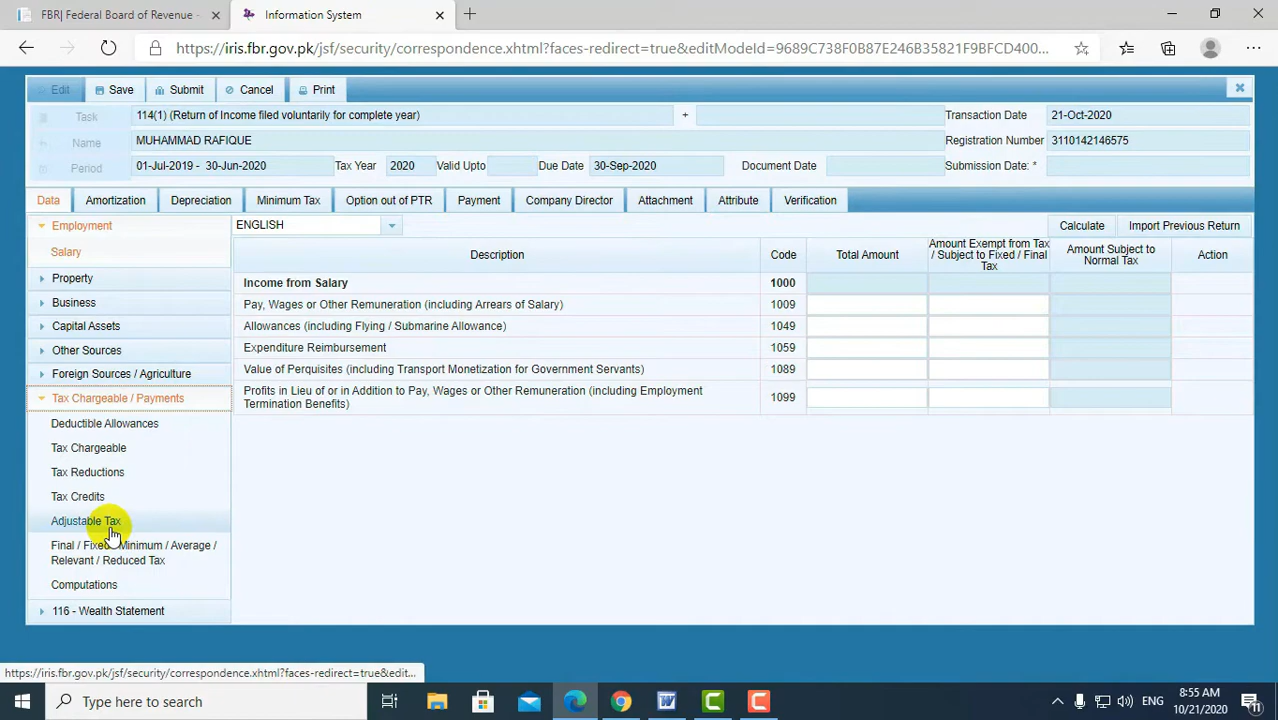 FBR| Federal Board of Revenue -
Information System
https://iris.fbr.gov.pk/jsf/security/correspondence.xhtml?faces-redirect=true&editModeId=9689C738F0B87E246B35821F9BFCD400...
Edit Save Submit Cancel Print
Task 114(1) (Return of Income filed voluntarily for complete year) + Transaction Date 21-Oct-2020
Name MUHAMMAD RAFIQUE Registration Number 3110142146575
Period 01-Jul-2019 - 30-Jun-2020 Tax Year 2020 Valid Upto Due Date 30-Sep-2020 Document Date Submission Date: *
Data Amortization Depreciation Minimum Tax Option out of PTR Payment Company Director Attachment Attribute Verification
Employment
Salary
Property
Business
Capital Assets
Other Sources
Foreign Sources / Agriculture
Tax Chargeable / Payments
Deductible Allowances
Tax Chargeable
Tax Reductions
Tax Credits
Adjustable Tax
Final / Fixed Minimum / Average /
Relevant / Reduced Tax
Computations
116 - Wealth Statement
ENGLISH Calculate Import Previous Return
Description Code Total Amount
Amount Exempt from Tax
/ Subject to Fixed / Final
Tax
Amount Subject to
Normal Tax
Action
Income from Salary 1000
Pay, Wages or Other Remuneration (including Arrears of Salary) 1009
Allowances (including Flying / Submarine Allowance) 1049
Expenditure Reimbursement 1059
Value of Perquisites (including Transport Monetization for Government Servants) 1089
Profits in Lieu of or in Addition to Pay, Wages or Other Remuneration (including Employment
Termination Benefits) 1099
https://iris.fbr.gov.pk/jsf/security/correspondence.xhtml?faces-redirect=true&edit...
Type here to search
ENG
8:55 AM
10/21/2020
11